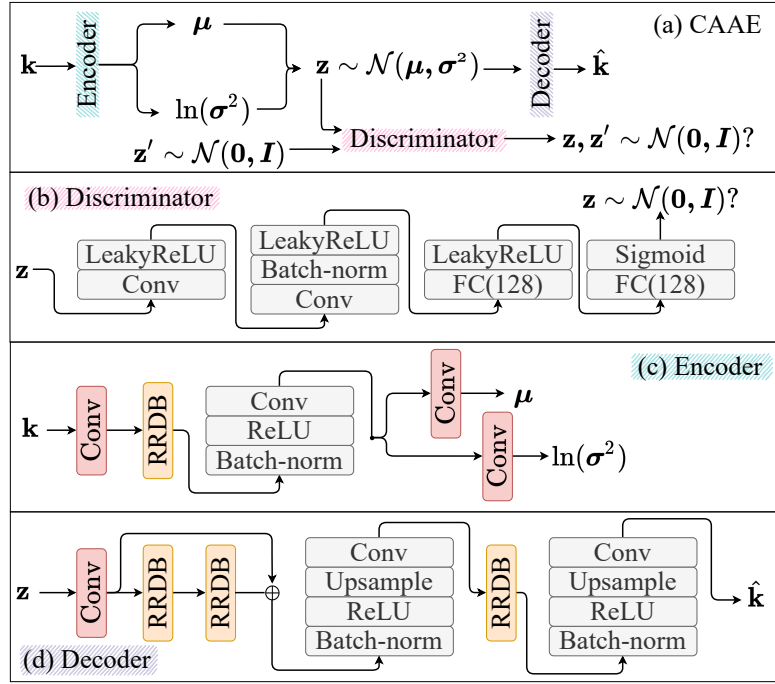 (a) CAAE
k
Encoder
μ
ln(σ²)
z ∼ N(μ, σ²)
Decoder
k̂
z′ ∼ N(0, I)
Discriminator
z, z′ ∼ N(0, I)?
(b) Discriminator
z ∼ N(0, I)?
z
LeakyReLU
Conv
LeakyReLU
Batch-norm
Conv
LeakyReLU
FC(128)
Sigmoid
FC(128)
(c) Encoder
k
Conv
RRDB
Conv
ReLU
Batch-norm
Conv
μ
Conv
ln(σ²)
z
Conv
RRDB
RRDB
⊕
Conv
Upsample
ReLU
Batch-norm
RRDB
Conv
Upsample
ReLU
Batch-norm
k̂
(d) Decoder